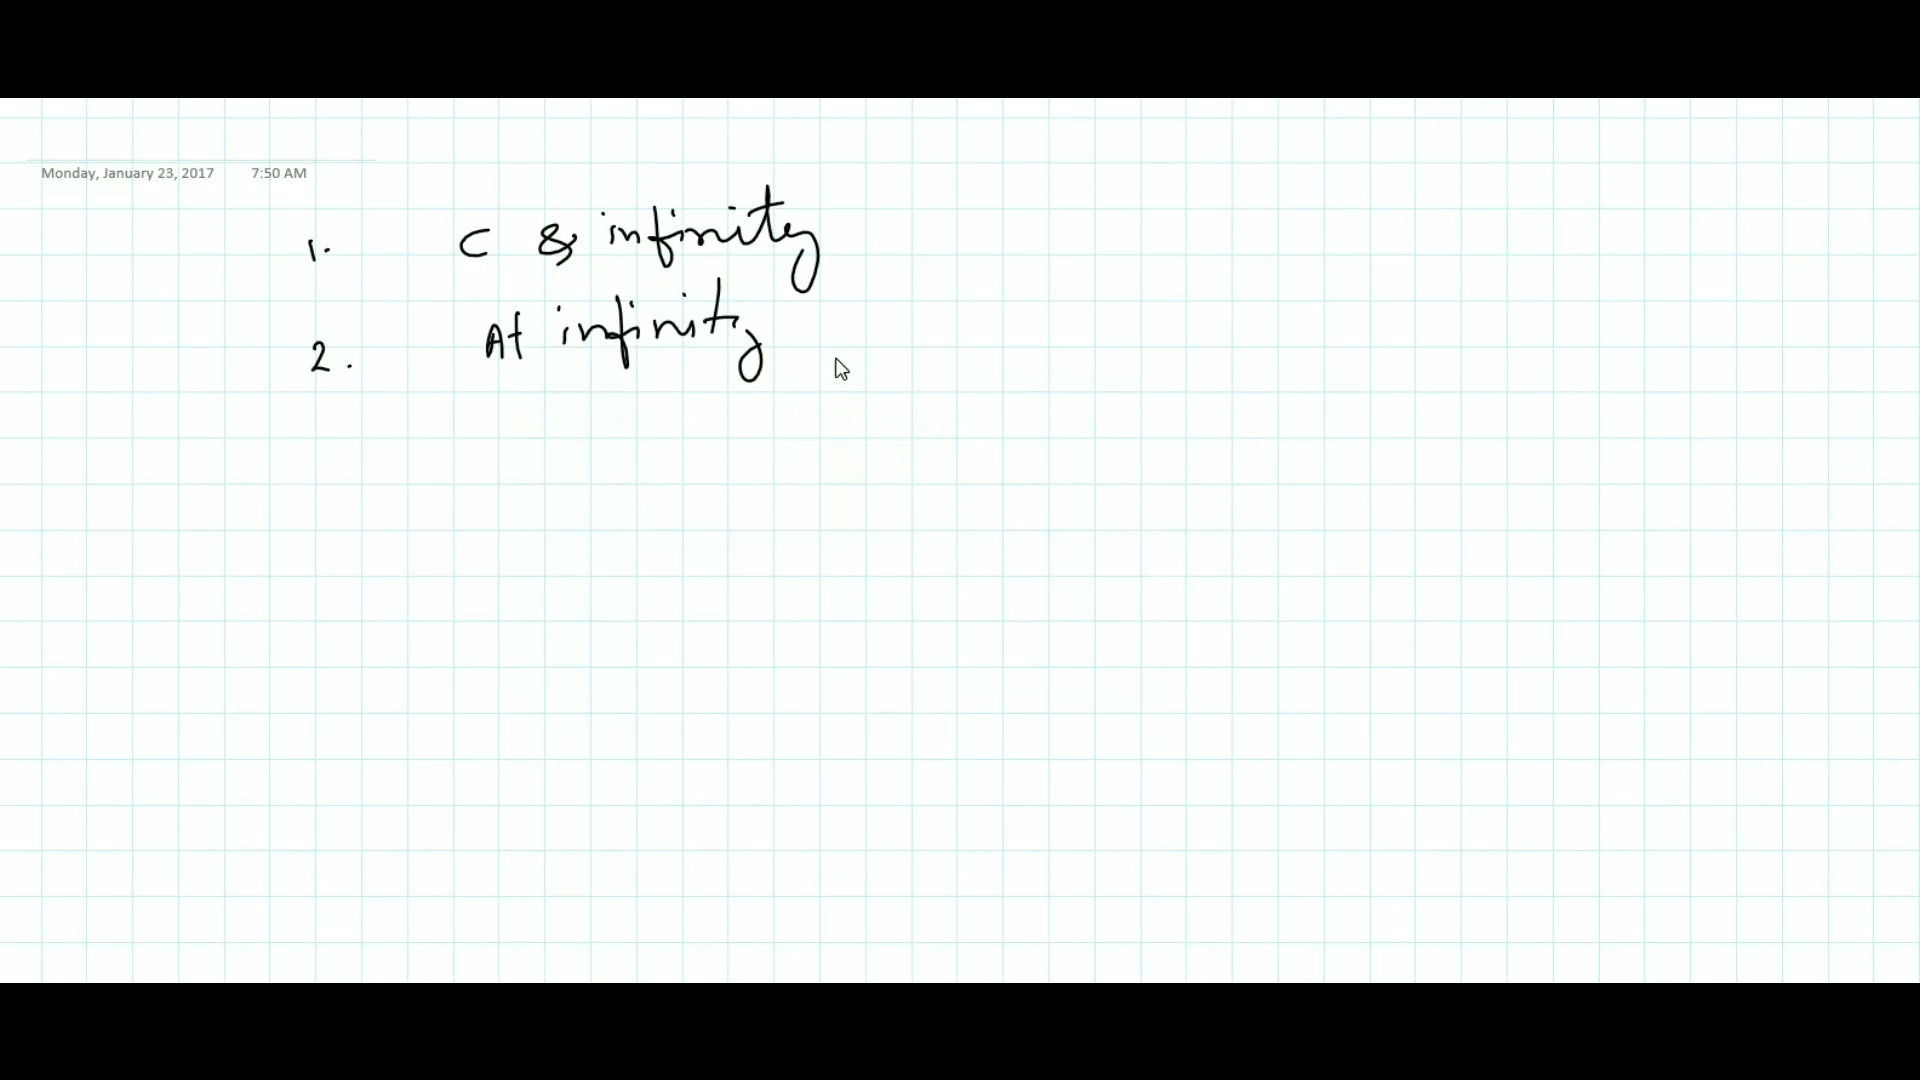 Monday, January 23, 2017 7:50 AM
1. C & infinity
2. At infinity